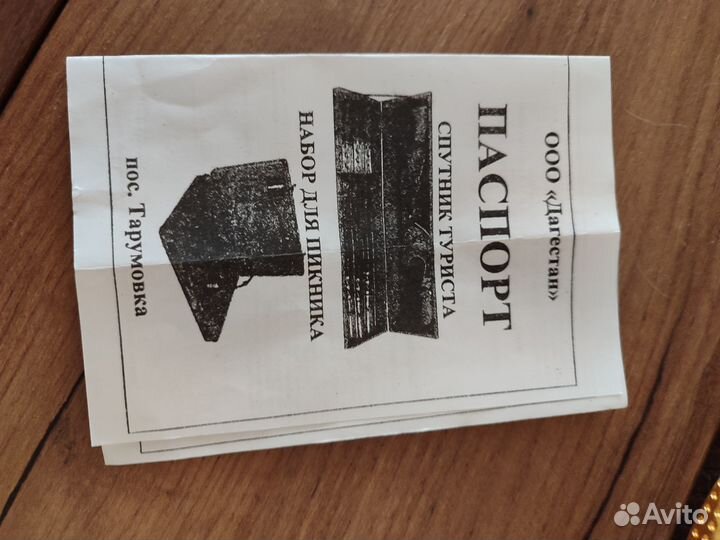 ООО «Дагестан»
ПАСПОРТ
СПУТНИК ТУРИСТА
НАБОР ДЛЯ ПИКНИКА
пос. Тарумовка
Avito